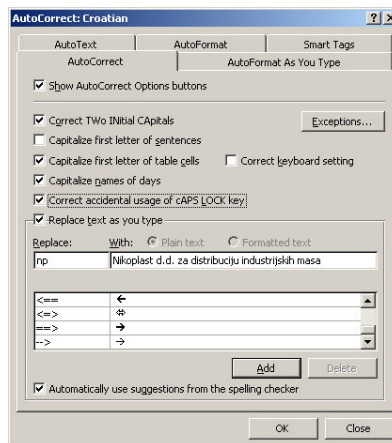 AutoCorrect: Croatian
AutoText AutoFormat Smart Tags
AutoCorrect AutoFormat As You Type
Show AutoCorrect Options buttons
Correct TWo INitial CApitals Exceptions...
Capitalize first letter of sentences
Capitalize first letter of table cells Correct keyboard setting
Capitalize names of days
Correct accidental usage of cAPS LOCK key
Replace text as you type
Replace: With: Plain text Formatted text
np Nikoplast d.d. za distribuciju industrijskih masa
<== ←
<=> ⇔
==> →
--> →
Add Delete
Automatically use suggestions from the spelling checker
OK Close